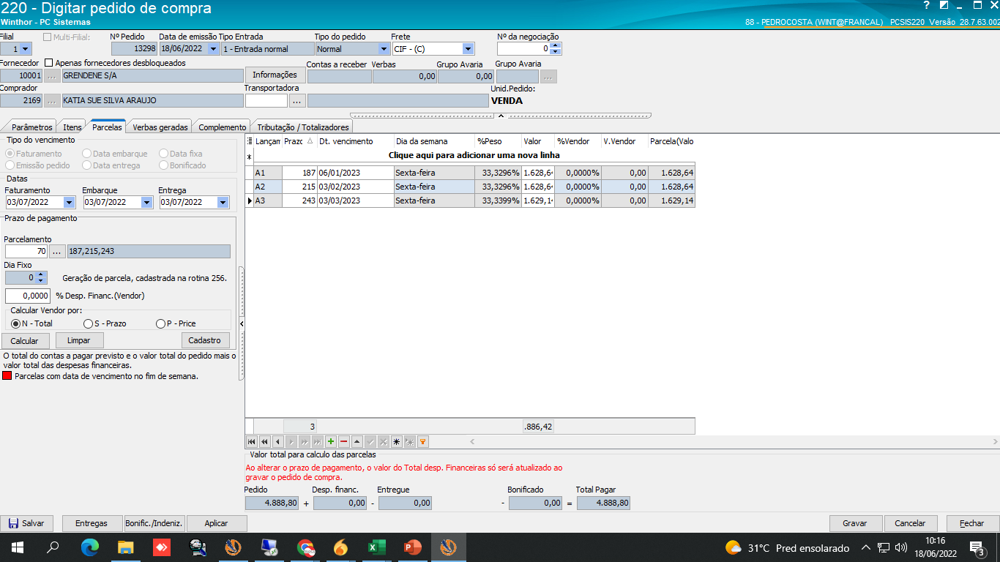 220 - Digitar pedido de compra
Winthor - PC Sistemas
88 - PEDROCOSTA (WINT@FRANCAL) PCSIS220 Versão 28.7.63.002
Filial Multi-Filial: Nº Pedido Data de emissão Tipo Entrada Tipo do pedido Frete Nº da negociação
1 13298 18/06/2022 1 - Entrada normal Normal CIF - (C) 0
Fornecedor Apenas fornecedores desbloqueados Contas a receber Verbas Grupo Avaria Grupo Avaria
10001 ... GRENDENE S/A Informações 0,00 0,00 ...
Comprador Transportadora Unid.Pedido:
2169 ... KATIA SUE SILVA ARAUJO ... VENDA
Parâmetros Itens Parcelas Verbas geradas Complemento Tributação / Totalizadores
Tipo do vencimento
Faturamento Data embarque Data fixa
Emissão pedido Data entrega Bonificado
Datas
Faturamento Embarque Entrega
03/07/2022 03/07/2022 03/07/2022
Prazo de pagamento
Parcelamento
70 ... 187,215,243
Dia Fixo
0 Geração de parcela, cadastrada na rotina 256.
0,0000 % Desp. Financ.(Vendor)
Calcular Vendor por:
N - Total S - Prazo P - Price
Calcular Limpar Cadastro
O total do contas a pagar previsto e o valor total do pedido mais o
valor total das despesas financeiras.
Parcelas com data de vencimento no fim de semana.
Lançam Prazo Dt. vencimento Dia da semana %Peso Valor %Vendor V.Vendor Parcela(Valo
Clique aqui para adicionar uma nova linha
A1 187 06/01/2023 Sexta-feira 33,3296% 1.628,64 0,0000% 0,00 1.628,64
A2 215 03/02/2023 Sexta-feira 33,3296% 1.628,64 0,0000% 0,00 1.628,64
A3 243 03/03/2023 Sexta-feira 33,3399% 1.629,14 0,0000% 0,00 1.629,14
3 .886,42
Valor total para calculo das parcelas
Ao alterar o prazo de pagamento, o valor do Total desp. Financeiras só será atualizado ao
gravar o pedido de compra.
Pedido Desp. financ. Entregue Bonificado Total Pagar
4.888,80 + 0,00 - 0,00 - 0,00 = 4.888,80
Salvar Entregas Bonific./Indeniz. Aplicar Gravar Cancelar Fechar
31°C Pred ensolarado
10:16
18/06/2022
3